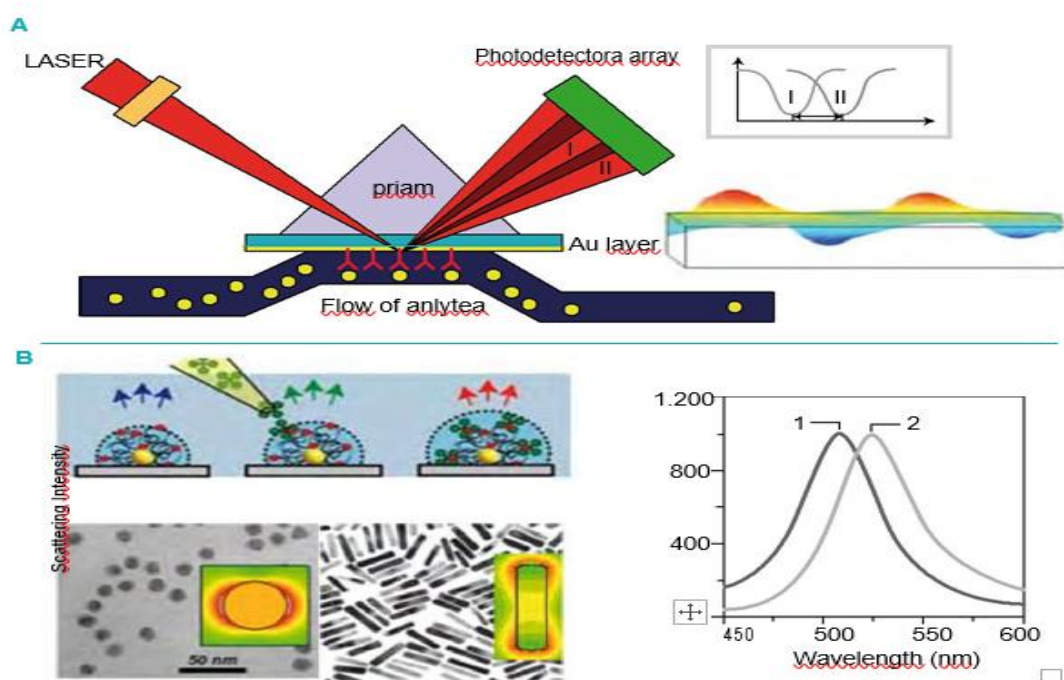 A
LASER
Photodetectora array
I
II
I
II
priam
Au layer
Flow of anlytea
B
Scattering Intensity
50 nm
1.200
800
400
1
2
450
500
550
600
Wavelength (nm)